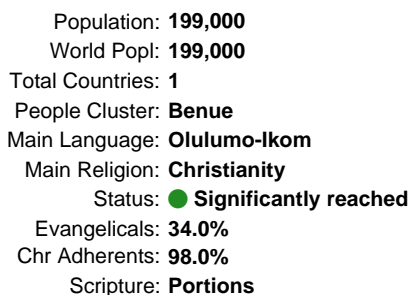 Population: 199,000
World Popl: 199,000
Total Countries: 1
People Cluster: Benue
Main Language: Olulumo-Ikom
Main Religion: Christianity
Status: Significantly reached
Evangelicals: 34.0%
Chr Adherents: 98.0%
Scripture: Portions